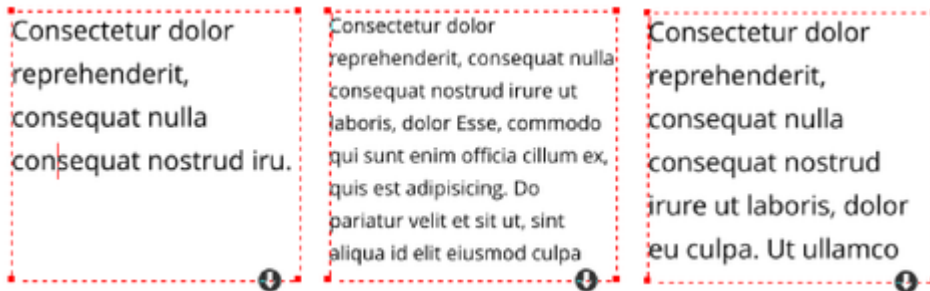 Consectetur dolor
reprehenderit,
consequat nulla
consequat nostrud iru.
Consectetur dolor
reprehenderit, consequat nulla
consequat nostrud irure ut
laboris, dolor Esse, commodo
qui sunt enim officia cillum ex,
quis est adipisicing. Do
pariatur velit et sit ut, sint
aliqua id elit eiusmod culpa
Consectetur dolor
reprehenderit,
consequat nulla
consequat nostrud
irure ut laboris, dolor
eu culpa. Ut ullamco